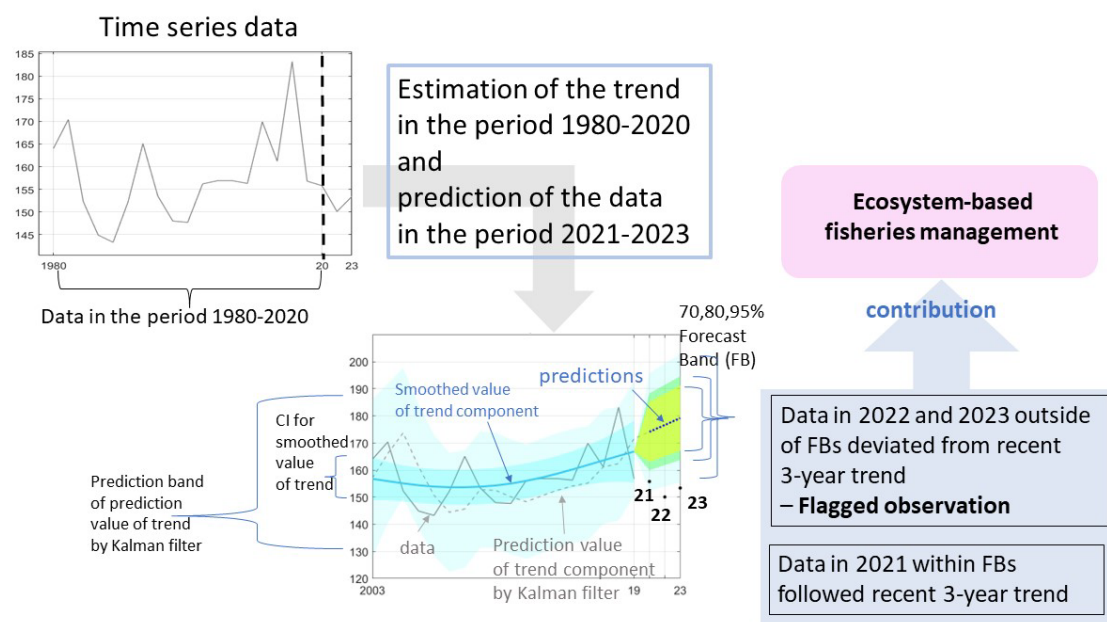 Time series data
185
180
175
170
165
160
155
150
145
1980
20
23
Data in the period 1980-2020
Estimation of the trend
in the period 1980-2020
and
prediction of the data
in the period 2021-2023
Ecosystem-based
fisheries management
contribution
70,80,95%
Forecast
Band (FB)
predictions
Smoothed value
of trend component
CI for
smoothed
value
of trend
Prediction band
of prediction
value of trend
by Kalman filter
200
190
180
170
160
150
140
130
120
2003
19
23
data
Prediction value
of trend component
by Kalman filter
21
22
23
Data in 2022 and 2023 outside
of FBs deviated from recent
3-year trend
– Flagged observation
Data in 2021 within FBs
followed recent 3-year trend